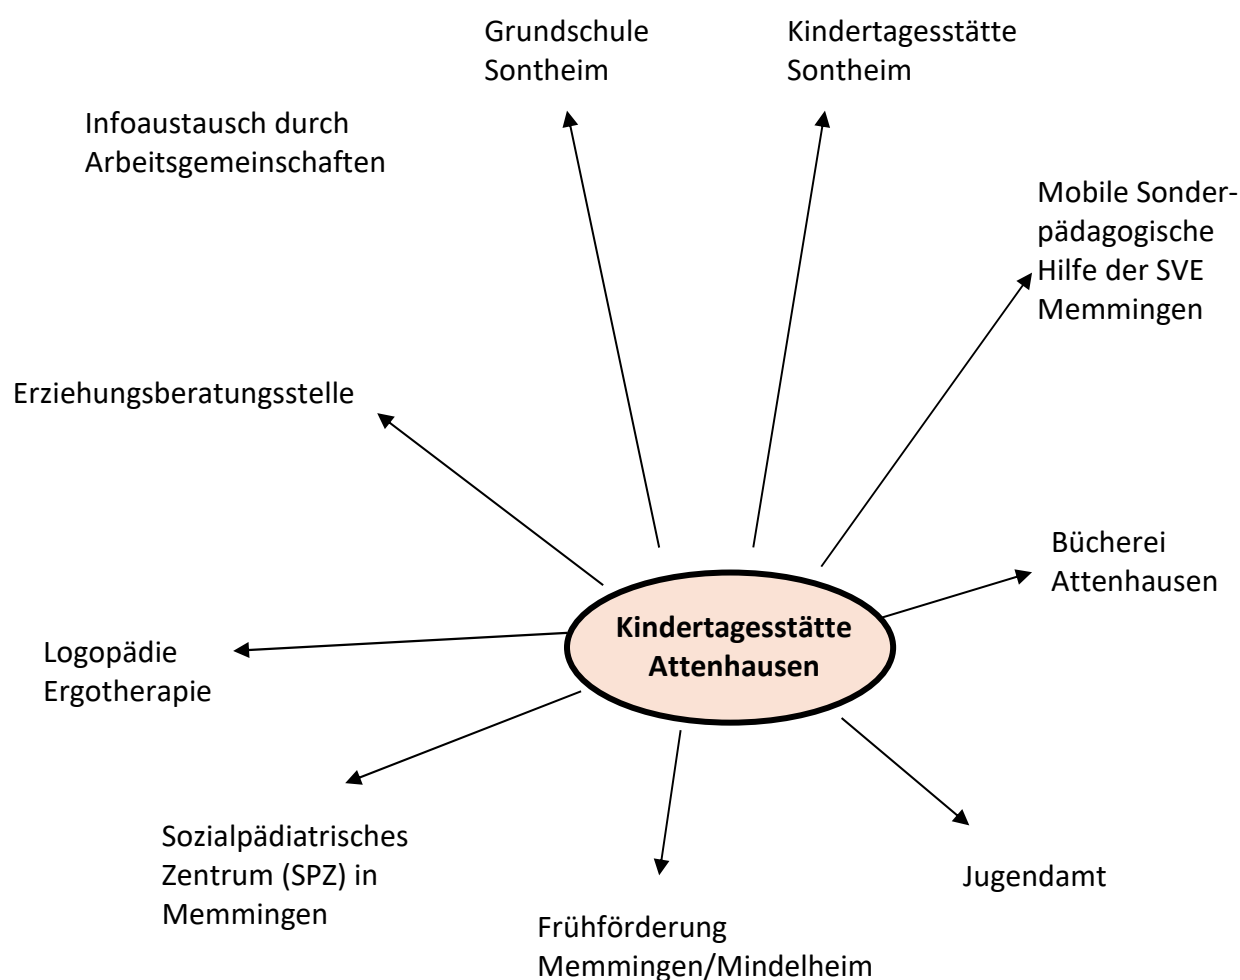 Grundschule
Sontheim
Kindertagesstätte
Sontheim
Infoaustausch durch
Arbeitsgemeinschaften
Mobile Sonder-
pädagogische
Hilfe der SVE
Memmingen
Erziehungsberatungsstelle
Bücherei
Attenhausen
Kindertagesstätte
Attenhausen
Logopädie
Ergotherapie
Sozialpädiatrisches
Zentrum (SPZ) in
Memmingen
Jugendamt
Frühförderung
Memmingen/Mindelheim